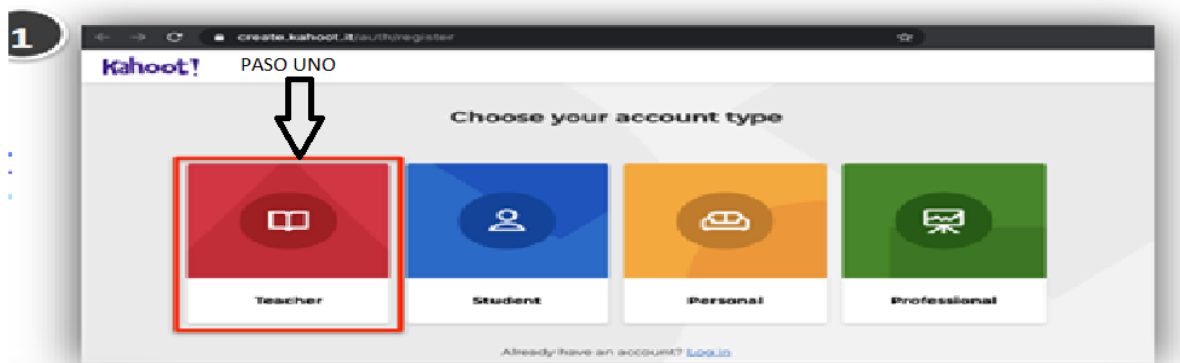 1
create.kahoot.it/auth/register
Kahoot! PASO UNO
Choose your account type
Teacher Student Personal Professional
Already have an account? Log in